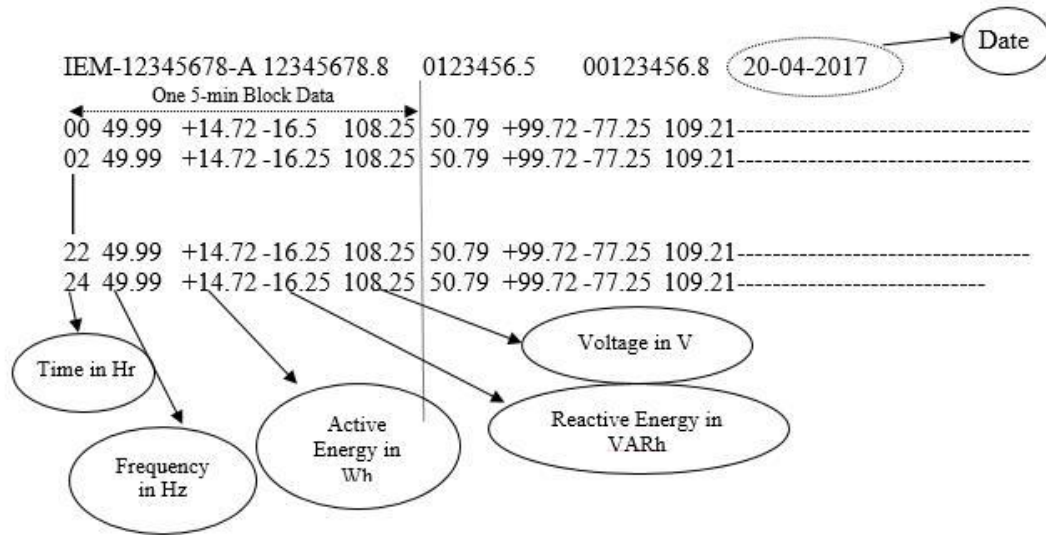 Date
IEM-12345678-A 12345678.8 0123456.5 00123456.8 20-04-2017
One 5-min Block Data
00 49.99 +14.72 -16.5 108.25 50.79 +99.72 -77.25 109.21--------------------------------
02 49.99 +14.72 -16.25 108.25 50.79 +99.72 -77.25 109.21--------------------------------
22 49.99 +14.72 -16.25 108.25 50.79 +99.72 -77.25 109.21--------------------------------
24 49.99 +14.72 -16.25 108.25 50.79 +99.72 -77.25 109.21---------------------------
Time in Hr
Frequency
in Hz
Active
Energy in
Wh
Voltage in V
Reactive Energy in
VARh